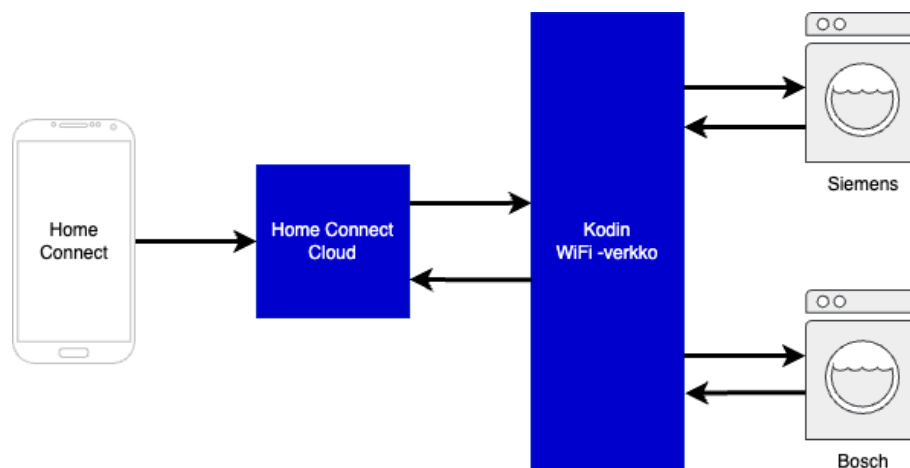 Home
Connect
Home Connect
Cloud
Kodin
WiFi -verkko
Siemens
Bosch